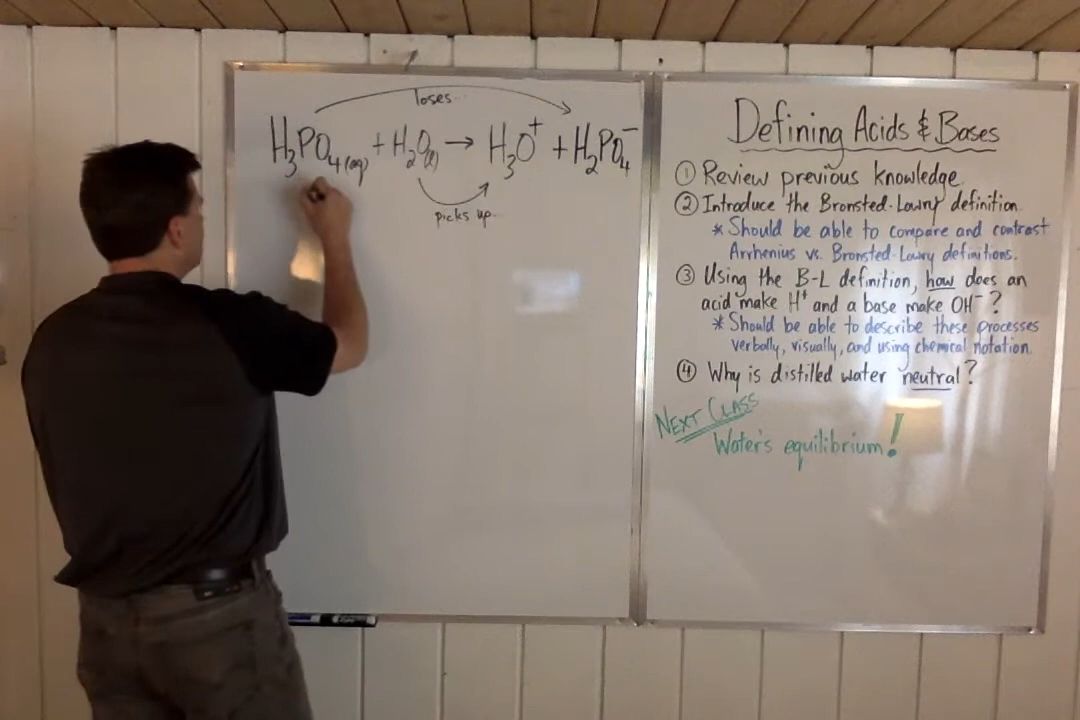 loses...
H₃PO₄(aq) + H₂O(l) → H₃O⁺ + H₂PO₄⁻
picks up...
Defining Acids & Bases
① Review previous knowledge
② Introduce the Bronsted-Lowry definition.
* Should be able to compare and contrast
Arrhenius vs. Bronsted-Lowry definitions.
③ Using the B-L definition, how does an
acid make H⁺ and a base make OH⁻?
* Should be able to describe these processes
verbally, visually, and using chemical notation.
④ Why is distilled water neutral?
NEXT CLASS
Water's equilibrium!